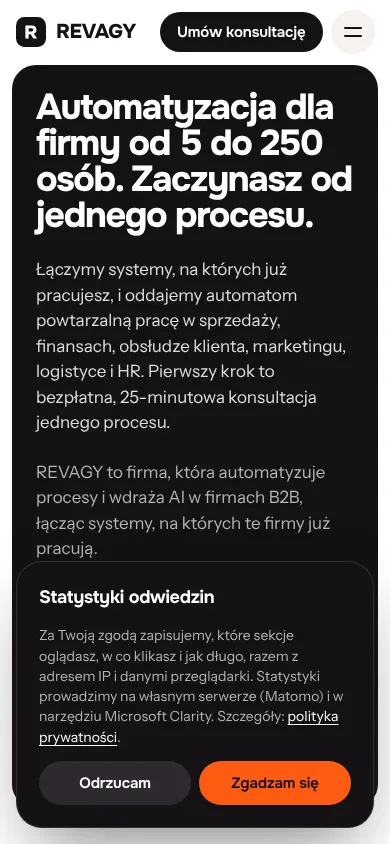 R REVAGY
Umów konsultację
Automatyzacja dla
firmy od 5 do 250
osób. Zaczynasz od
jednego procesu.
Łączymy systemy, na których już
pracujesz, i oddajemy automatom
powtarzalną pracę w sprzedaży,
finansach, obsłudze klienta, marketingu,
logistyce i HR. Pierwszy krok to
bezpłatna, 25-minutowa konsultacja
jednego procesu.
REVAGY to firma, która automatyzuje
procesy i wdraża AI w firmach B2B,
łącząc systemy, na których te firmy już
pracują.
Statystyki odwiedzin
Za Twoją zgodą zapisujemy, które sekcje
oglądasz, w co klikasz i jak długo, razem z
adresem IP i danymi przeglądarki. Statystyki
prowadzimy na własnym serwerze (Matomo) i w
narzędziu Microsoft Clarity. Szczegóły: polityka
prywatności.
Odrzucam
Zgadzam się